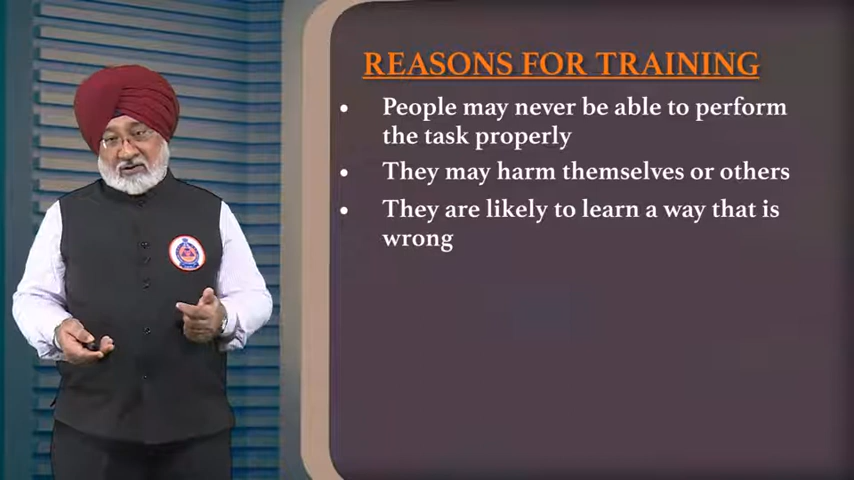 REASONS FOR TRAINING
• People may never be able to perform
the task properly
• They may harm themselves or others
• They are likely to learn a way that is
wrong